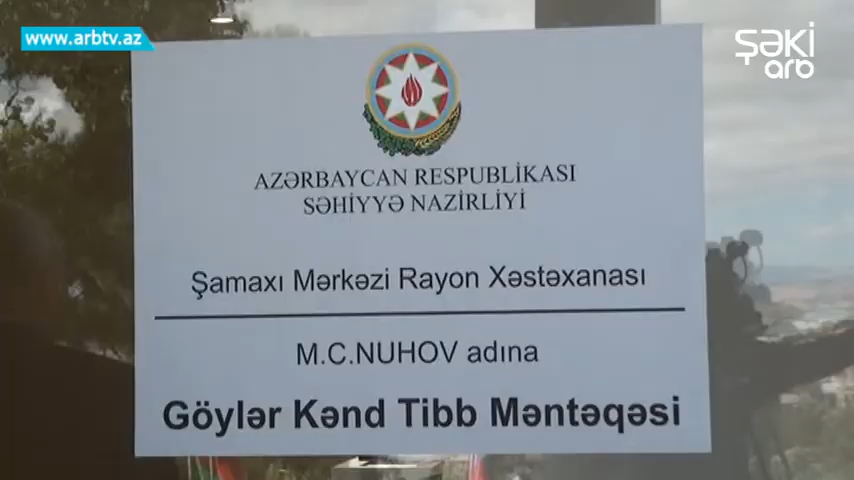 www.arbtv.az
ŞƏKİ
arb
AZƏRBAYCAN RESPUBLİKASI
SƏHİYYƏ NAZİRLİYİ
Şamaxı Mərkəzi Rayon Xəstəxanası
M.C.NUHOV adına
Göylər Kənd Tibb Məntəqəsi